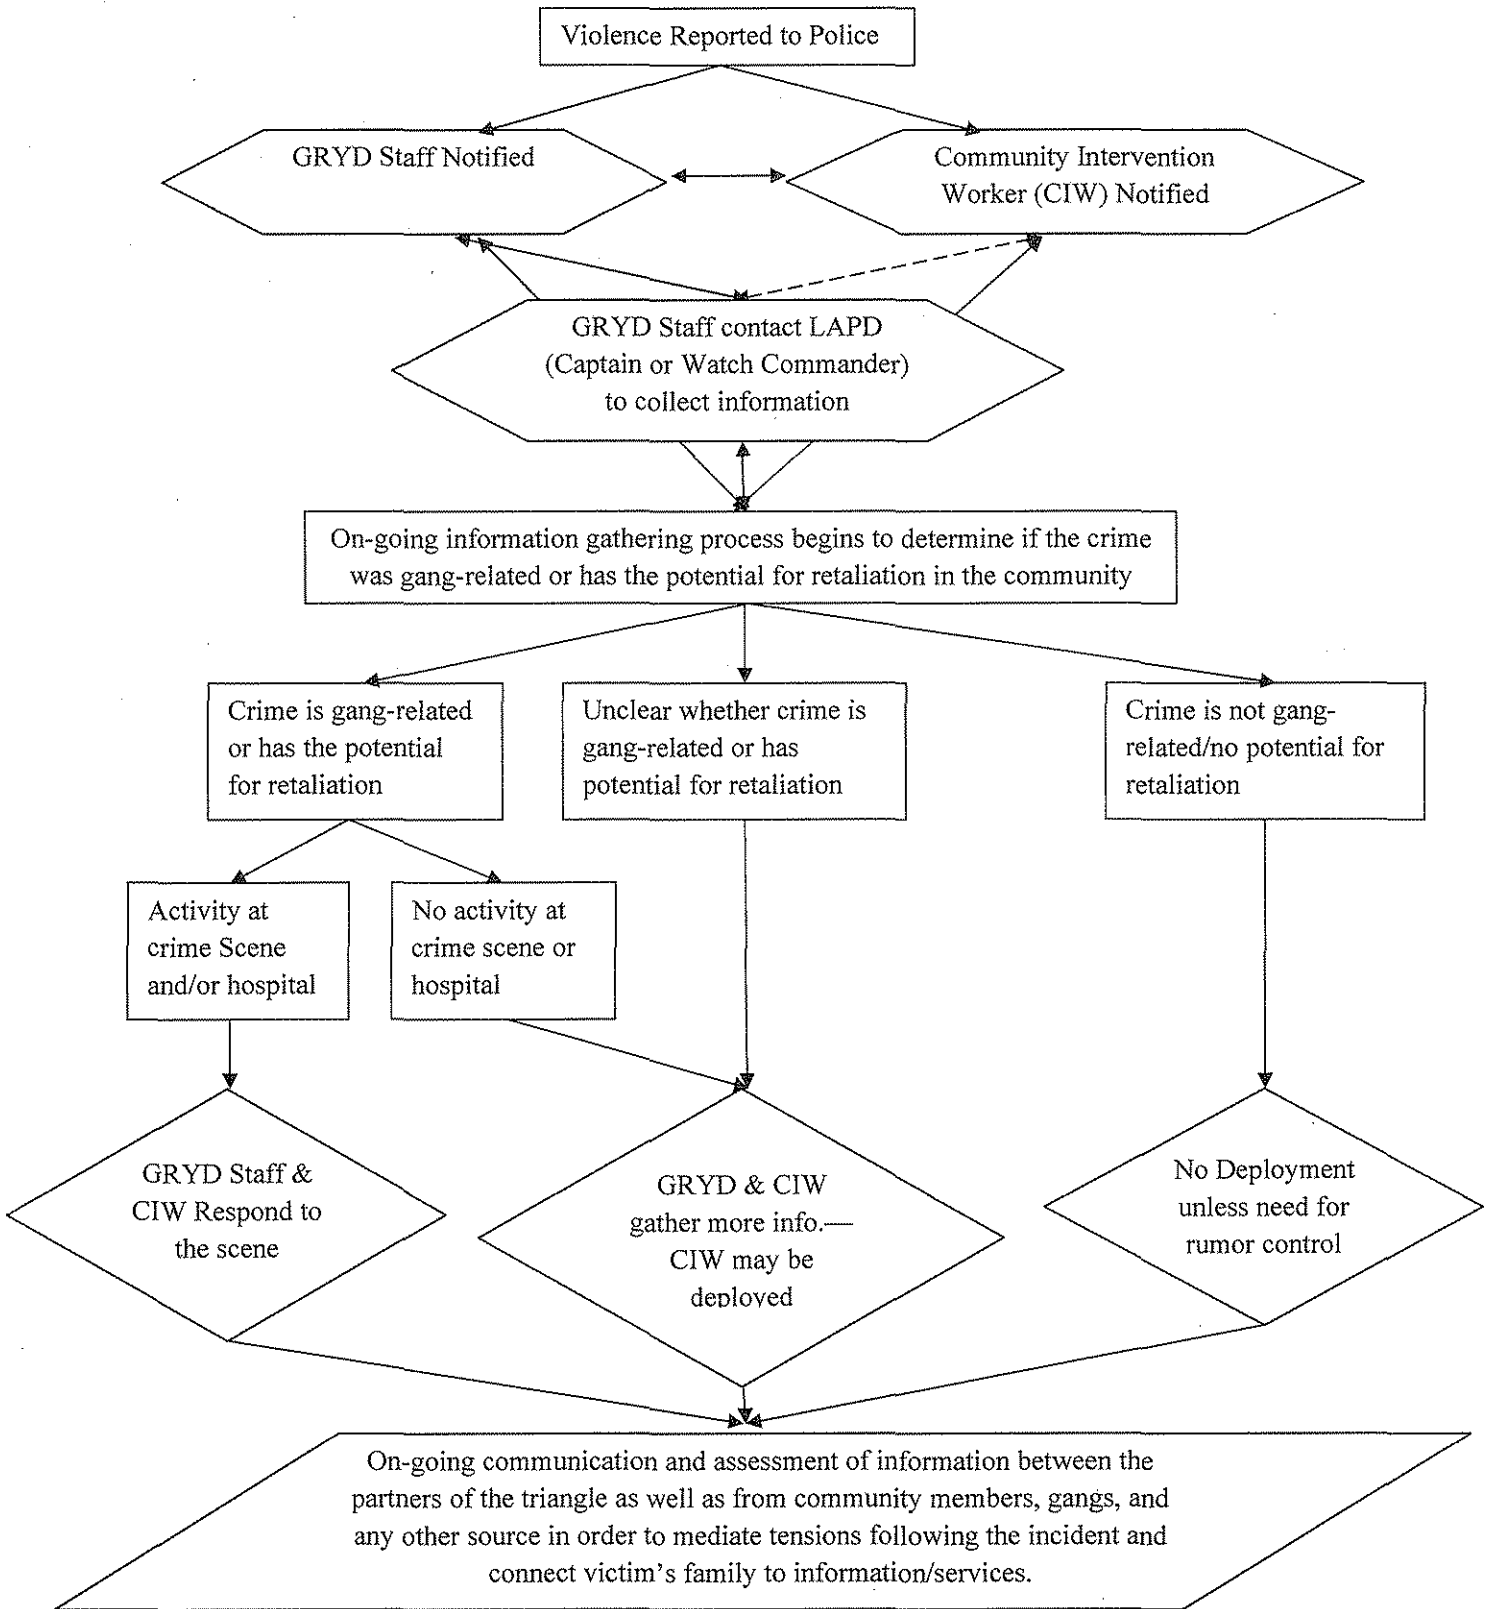 Violence Reported to Police
GRYD Staff Notified
Community Intervention
Worker (CIW) Notified
GRYD Staff contact LAPD
(Captain or Watch Commander)
to collect information
On-going information gathering process begins to determine if the crime
was gang-related or has the potential for retaliation in the community
Crime is gang-related
or has the potential
for retaliation
Unclear whether crime is
gang-related or has
potential for retaliation
Crime is not gang-
related/no potential for
retaliation
Activity at
crime Scene
and/or hospital
No activity at
crime scene or
hospital
GRYD Staff &
CIW Respond to
the scene
GRYD & CIW
gather more info.—
CIW may be
deployed
No Deployment
unless need for
rumor control
On-going communication and assessment of information between the
partners of the triangle as well as from community members, gangs, and
any other source in order to mediate tensions following the incident and
connect victim's family to information/services.